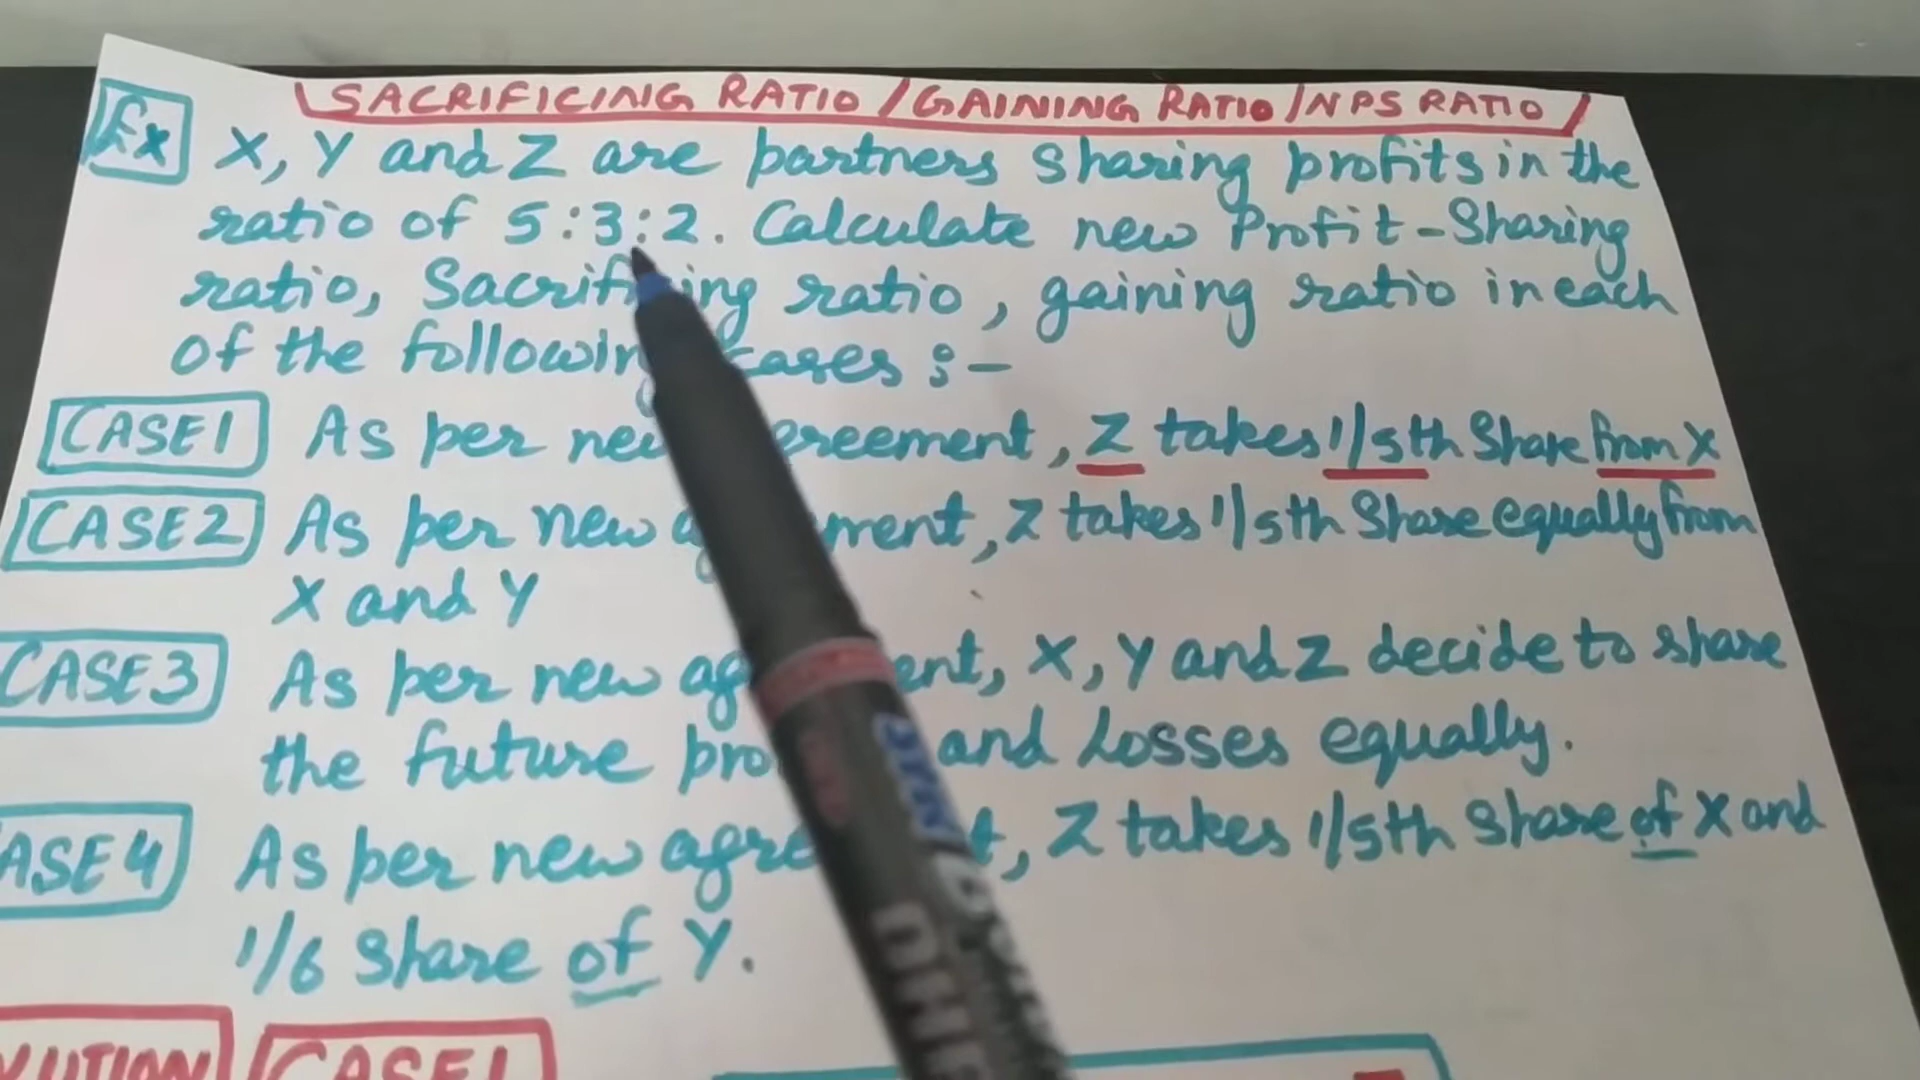 SACRIFICING RATIO / GAINING RATIO / NPS RATIO
Ex X, Y and Z are partners sharing profits in the
ratio of 5:3:2. Calculate new Profit-Sharing
ratio, Sacrificing ratio, gaining ratio in each
of the following cases :-
CASE1 As per new agreement, Z takes 1/5th Share from X
CASE2 As per new agreement, Z takes 1/5th Share equally from
X and Y
CASE3 As per new agreement, X, Y and Z decide to share
the future and Losses equally.
ASE4 As per new agreement, Z takes 1/5th Share of X and
1/6 Share of Y.
LUTION CASE1